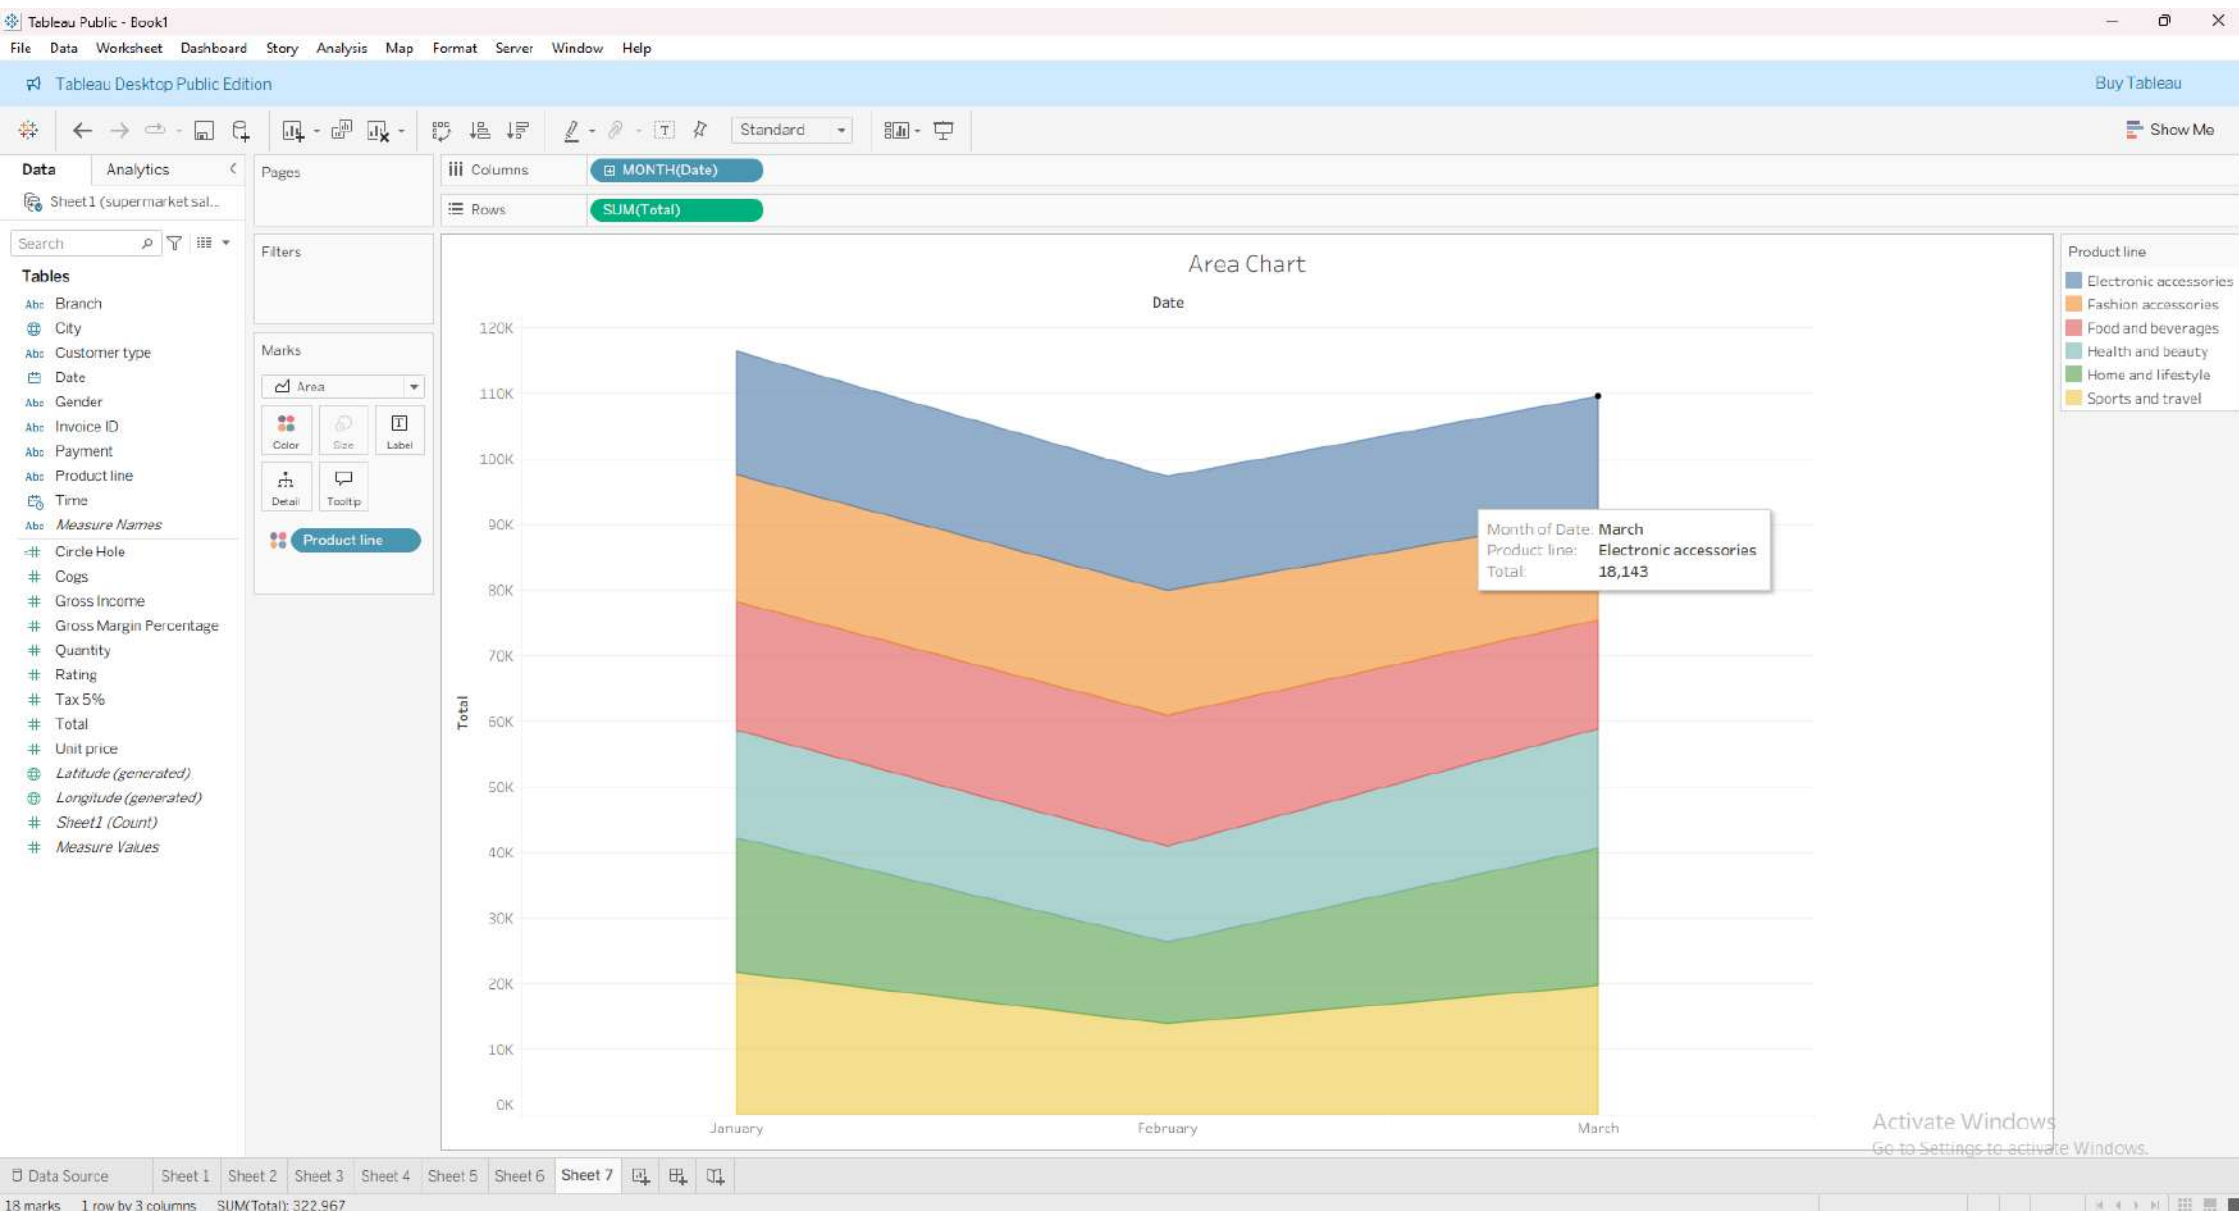 Tableau Public - Book1
File Data Worksheet Dashboard Story Analysis Map Format Server Window Help
Tableau Desktop Public Edition
Buy Tableau
Standard
Show Me
Data Analytics
Sheet1 (supermarket sal...
Search
Tables
Abc Branch
City
Abc Customer type
Date
Abc Gender
Abc Invoice ID
Abc Payment
Abc Product line
Time
Abc Measure Names
Circle Hole
Cogs
Gross Income
Gross Margin Percentage
Quantity
Rating
Tax 5%
Total
Unit price
Latitude (generated)
Longitude (generated)
Sheet1 (Count)
Measure Values
Pages
Filters
Marks
Area
Color Size Label
Detail Tooltip
Product line
Columns MONTH(Date)
Rows SUM(Total)
Area Chart
Date
120K
110K
100K
90K
80K
70K
60K
50K
40K
30K
20K
10K
0K
Total
January February March
Month of Date: March
Product line: Electronic accessories
Total: 18,143
Product line
Electronic accessories
Fashion accessories
Food and beverages
Health and beauty
Home and lifestyle
Sports and travel
Activate Windows
Go to Settings to activate Windows.
Data Source Sheet 1 Sheet 2 Sheet 3 Sheet 4 Sheet 5 Sheet 6 Sheet 7
18 marks 1 row by 3 columns SUM(Total): 322,967